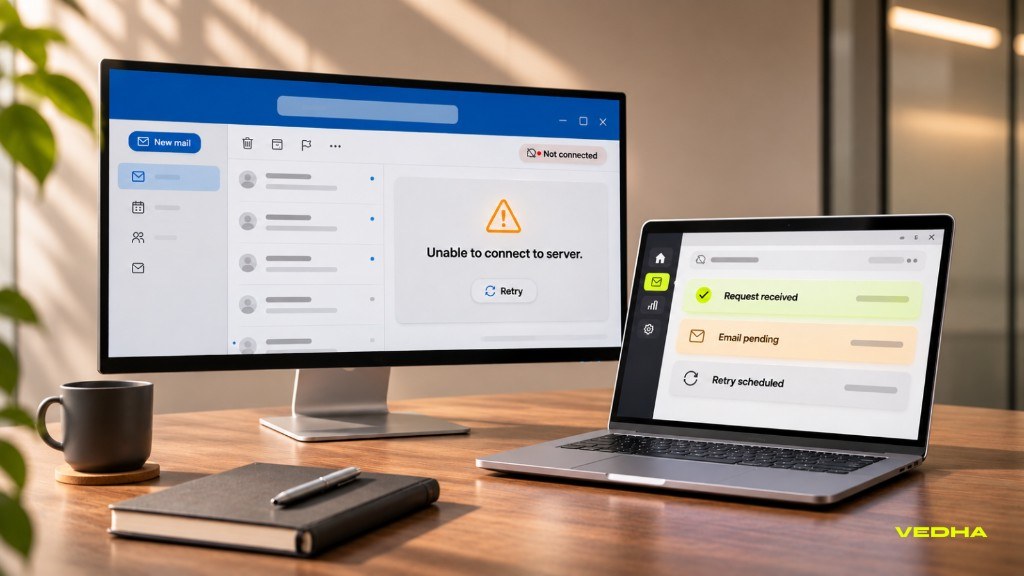 New mail
Not connected
Unable to connect to server.
Retry
Request received
Email pending
Retry scheduled
VEDHA